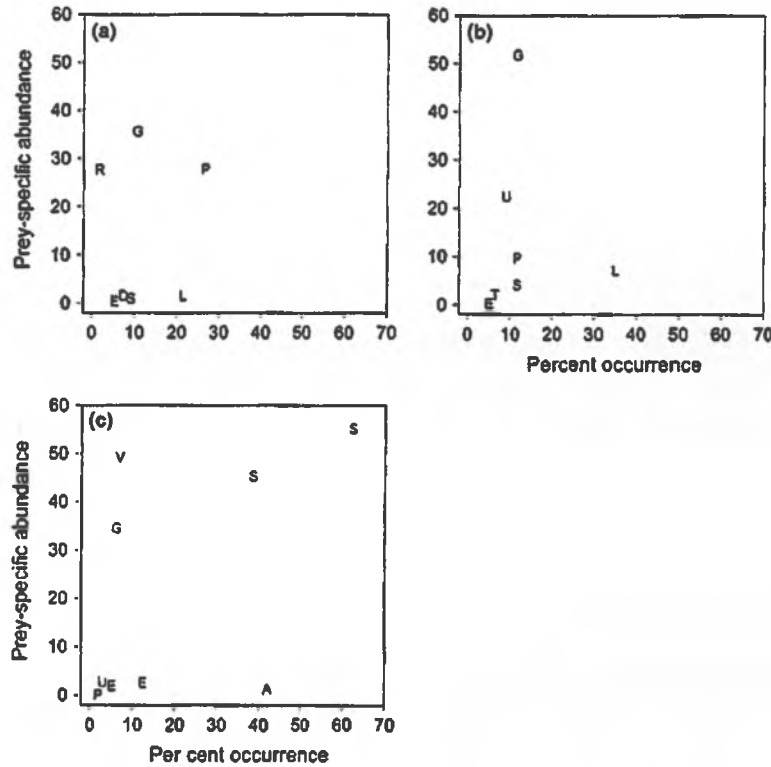 (a)
60
50
40
30
20
10
0
Prey-specific abundance
G
R
P
E D S L
0 10 20 30 40 50 60 70
(b)
60
50
40
30
20
10
0
G
U
P
L
S
T
E
0 10 20 30 40 50 60 70
Percent occurrence
(c)
60
50
40
30
20
10
0
Prey-specific abundance
S
V
S
G
U E E A
P
0 10 20 30 40 50 60 70
Per cent occurrence